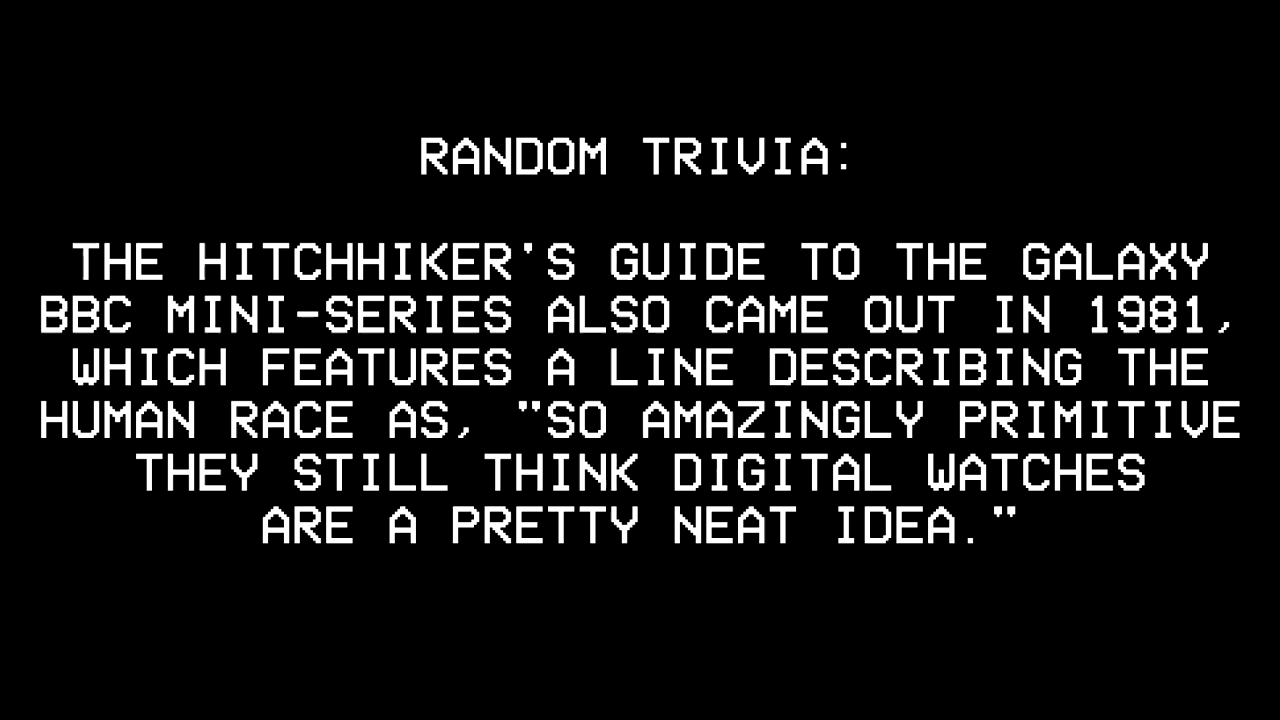 RANDOM TRIVIA:
THE HITCHHIKER'S GUIDE TO THE GALAXY
BBC MINI-SERIES ALSO CAME OUT IN 1981,
WHICH FEATURES A LINE DESCRIBING THE
HUMAN RACE AS, "SO AMAZINGLY PRIMITIVE
THEY STILL THINK DIGITAL WATCHES
ARE A PRETTY NEAT IDEA."